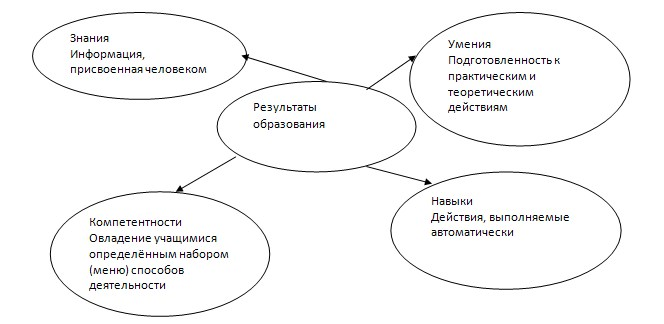 Знания
Информация,
присвоенная человеком
Умения
Подготовленность к
практическим и
теоретическим
действиям
Результаты
образования
Компетентности
Овладение учащимися
определённым набором
(меню) способов
деятельности
Навыки
Действия, выполняемые
автоматически